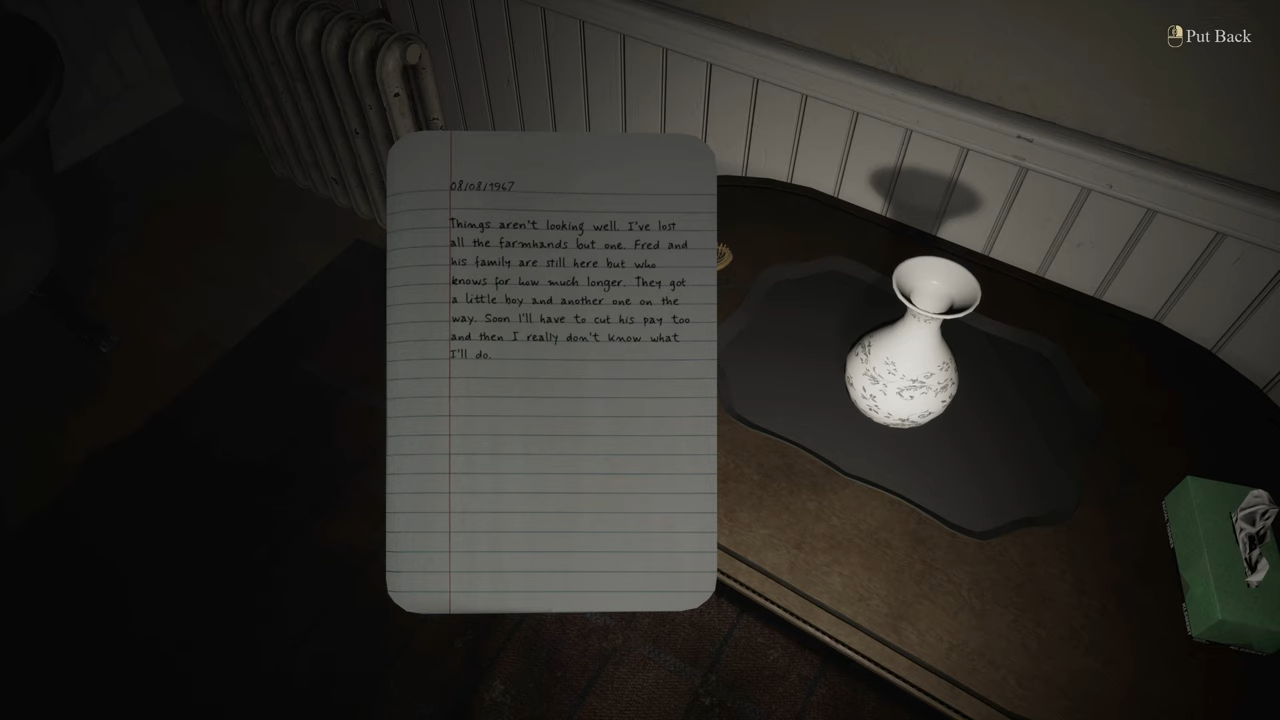 Put Back
08/08/1967
Things aren't looking well. I've lost
all the farmhands but one. Fred and
his family are still here but who
knows for how much longer. They got
a little boy and another one on the
way. Soon I'll have to cut his pay too
and then I really don't know what
I'll do.